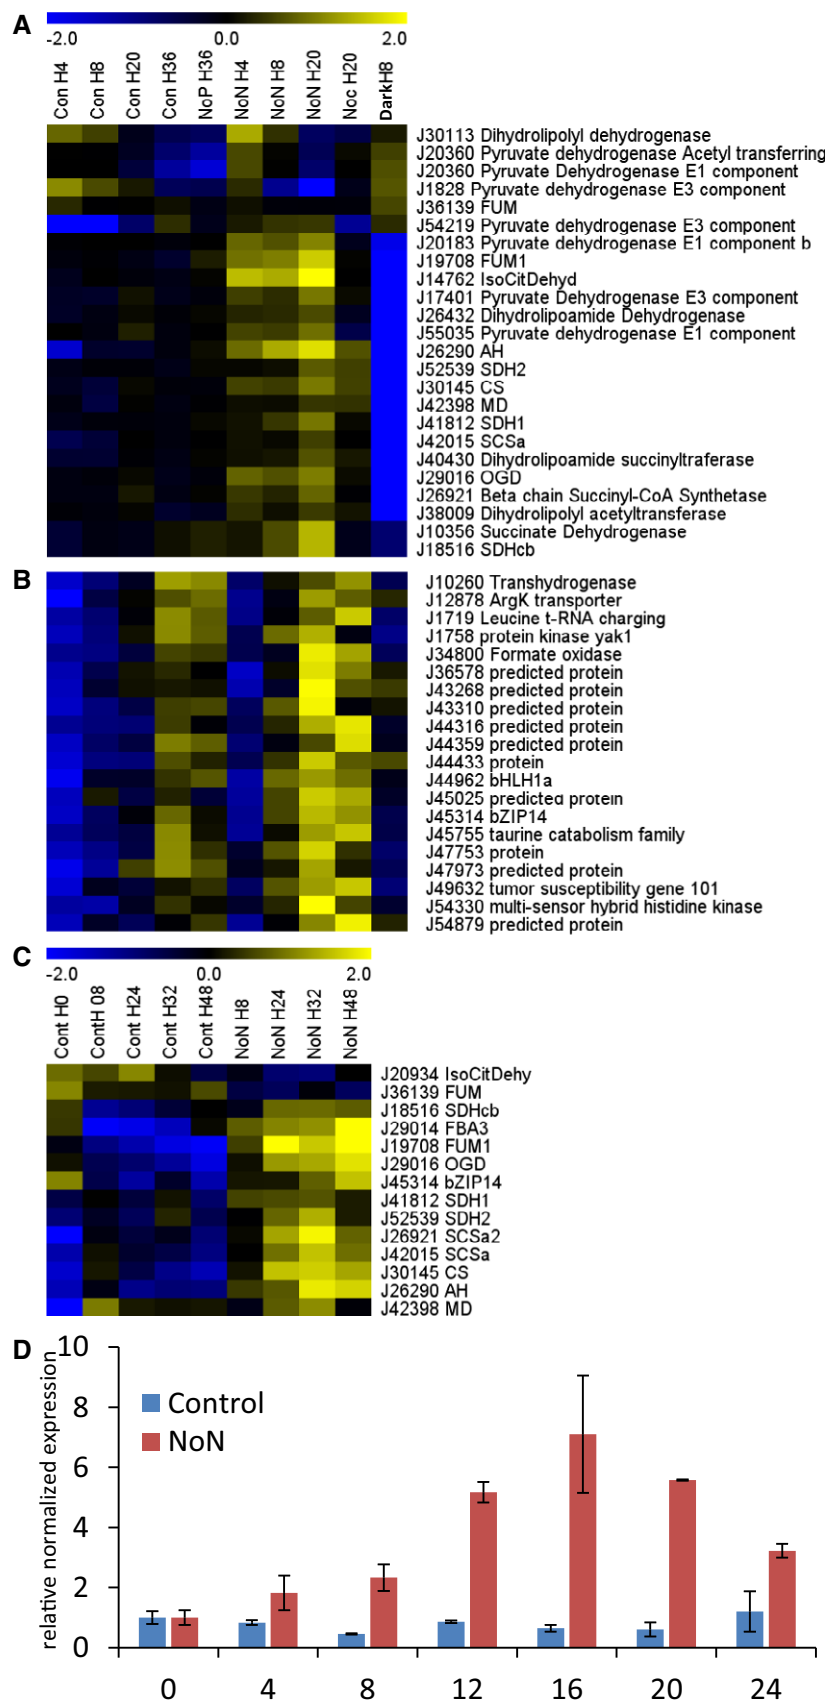 A
-2.0 0.0 2.0
Con H4
Con H8
Con H20
Con H36
NoP H36
NoN H4
NoN H8
NoN H20
Noc H20
DarkH8
J30113 Dihydrolipolyl dehydrogenase
J20360 Pyruvate dehydrogenase Acetyl transferring
J20360 Pyruvate Dehydrogenase E1 component
J1828 Pyruvate dehydrogenase E3 component
J36139 FUM
J54219 Pyruvate dehydrogenase E3 component
J20183 Pyruvate dehydrogenase E1 component b
J19708 FUM1
J14762 IsoCitDehyd
J17401 Pyruvate Dehydrogenase E3 component
J26432 Dihydrolipoamide Dehydrogenase
J55035 Pyruvate dehydrogenase E1 component
J26290 AH
J52539 SDH2
J30145 CS
J42398 MD
J41812 SDH1
J42015 SCSa
J40430 Dihydrolipoamide succinyltraferase
J29016 OGD
J26921 Beta chain Succinyl-CoA Synthetase
J38009 Dihydrolipoyl acetyltransferase
J10356 Succinate Dehydrogenase
J18516 SDHcb
B
J10260 Transhydrogenase
J12878 ArgK transporter
J1719 Leucine t-RNA charging
J1758 protein kinase yak1
J34800 Formate oxidase
J36578 predicted protein
J43268 predicted protein
J43310 predicted protein
J44316 predicted protein
J44359 predicted protein
J44433 protein
J44962 bHLH1a
J45025 predicted protein
J45314 bZIP14
J45755 taurine catabolism family
J47753 protein
J47973 predicted protein
J49632 tumor susceptibility gene 101
J54330 multi-sensor hybrid histidine kinase
J54879 predicted protein
C
-2.0 0.0 2.0
Cont H0
ContH 08
Cont H24
Cont H32
Cont H48
NoN H8
NoN H24
NoN H32
NoN H48
J20934 IsoCitDehy
J36139 FUM
J18516 SDHcb
J29014 FBA3
J19708 FUM1
J29016 OGD
J45314 bZIP14
J41812 SDH1
J52539 SDH2
J26921 SCSa2
J42015 SCSa
J30145 CS
J26290 AH
J42398 MD
D
relative normalized expression
10
8
6
4
2
0
Control
NoN
0 4 8 12 16 20 24